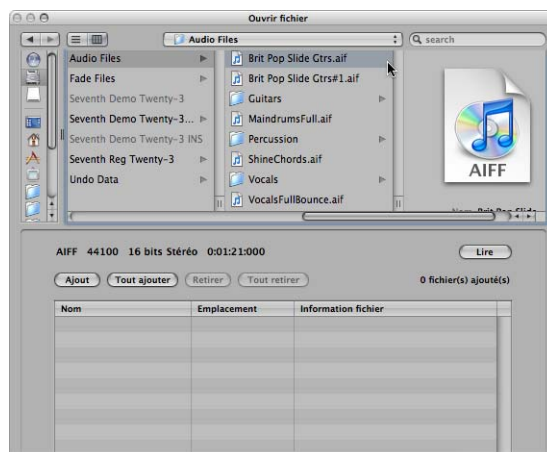 Ouvrir fichier
Audio Files
search
Audio Files
Fade Files
Seventh Demo Twenty-3
Seventh Demo Twenty-3...
Seventh Demo Twenty-3 INS
Seventh Reg Twenty-3
Undo Data
Brit Pop Slide Gtrs.aif
Brit Pop Slide Gtrs#1.aif
Guitars
MaindrumsFull.aif
Percussion
ShineChords.aif
Vocals
VocalsFullBounce.aif
AIFF
Brit Pop Slide
AIFF 44100 16 bits Stéréo 0:01:21:000
Lire
Ajout Tout ajouter Retirer Tout retirer 0 fichier(s) ajouté(s)
Nom Emplacement Information fichier